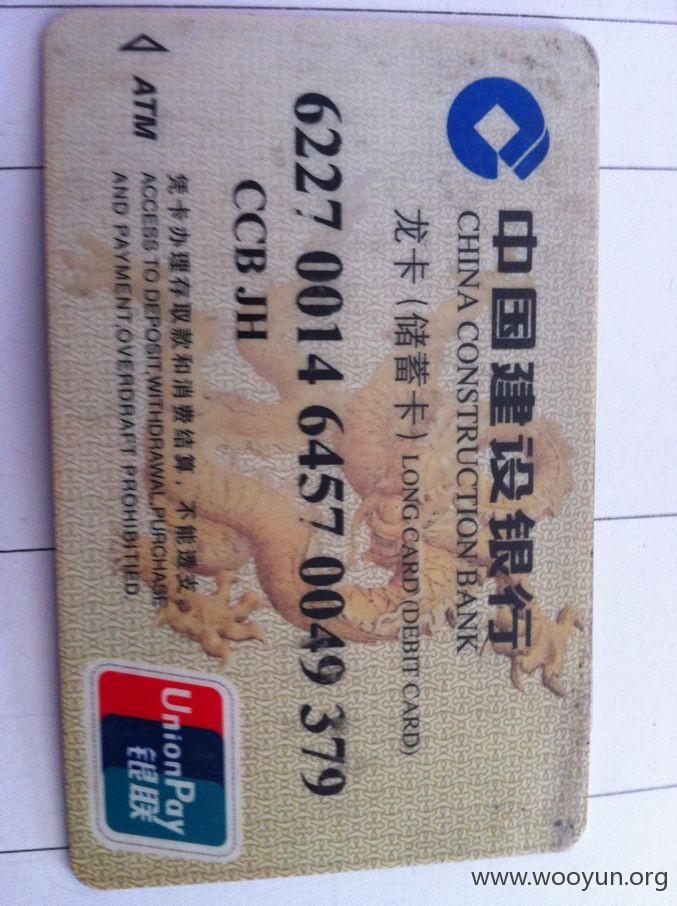 中国建设银行
CHINA CONSTRUCTION BANK
龙卡(储蓄卡) LONG CARD (DEBIT CARD)
6227 0014 6457 0049 379
CCB JH
凭卡办理存取款和消费结算,不能透支。
ACCESS TO DEPOSIT,WITHDRAWAL,PURCHASE
AND PAYMENT.OVERDRAFT PROHIBITIED.
ATM
UnionPay
银联
www.wooyun.org